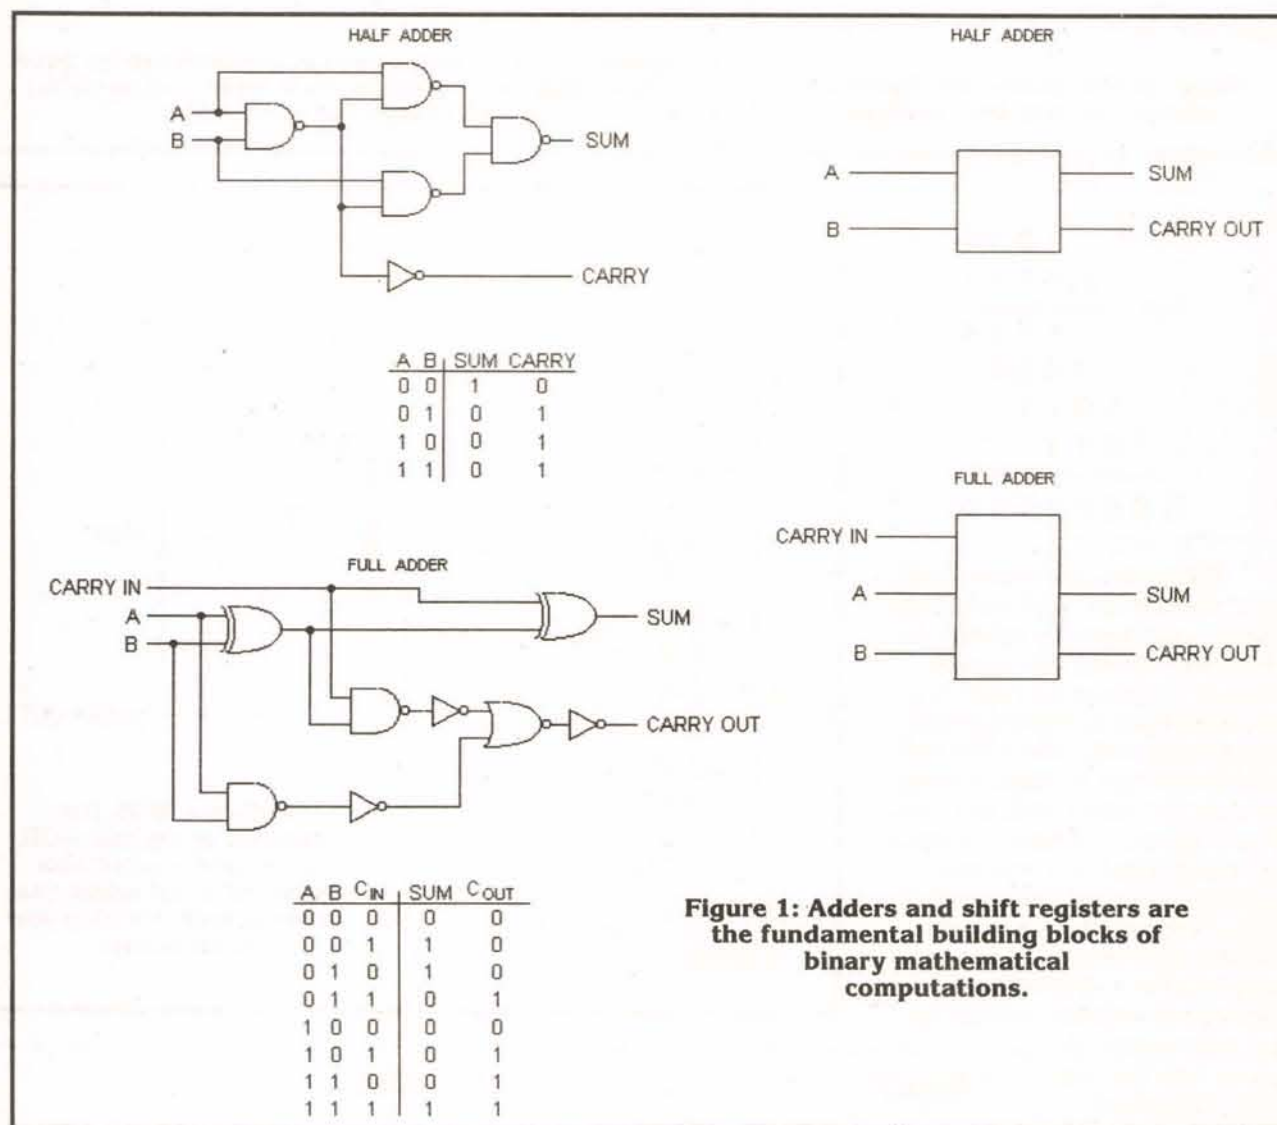 HALF ADDER
A
B
SUM
CARRY
HALF ADDER
A
B
SUM
CARRY OUT
A B SUM CARRY
0 0 1 0
0 1 0 1
1 0 0 1
1 1 0 1
FULL ADDER
CARRY IN
A
B
SUM
CARRY OUT
FULL ADDER
CARRY IN
A
B
SUM
CARRY OUT
A B CIN SUM COUT
0 0 0 0 0
0 0 1 1 0
0 1 0 1 0
0 1 1 0 1
1 0 0 0 0
1 0 1 0 1
1 1 0 0 1
1 1 1 1 1
Figure 1: Adders and shift registers are
the fundamental building blocks of
binary mathematical
computations.